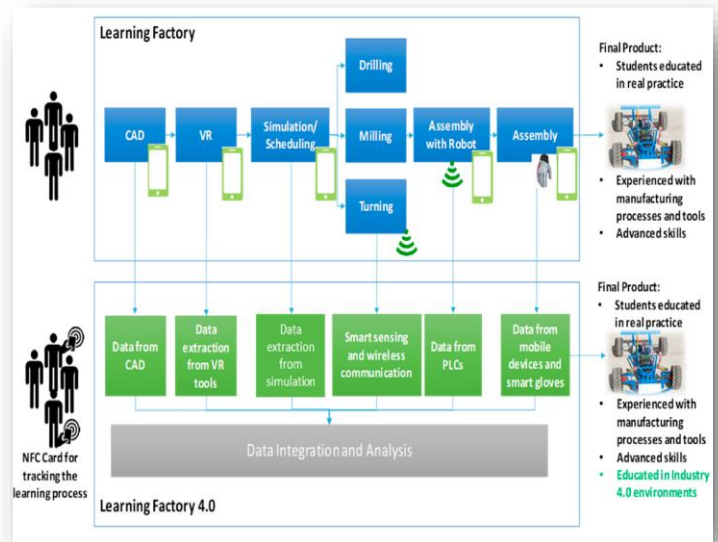 Learning Factory
Drilling
CAD
VR
Simulation/
Scheduling
Milling
Assembly
with Robot
Assembly
Turning
Final Product:
• Students educated
in real practice
• Experienced with
manufacturing
processes and tools
• Advanced skills
Data from
CAD
Data
extraction
from VR
tools
Data
extraction
from
simulation
Smart sensing
and wireless
communication
Data from
PLCs
Data from
mobile
devices and
smart gloves
Data Integration and Analysis
Learning Factory 4.0
NFC Card for
tracking the
learning process
Final Product:
• Students educated
in real practice
• Experienced with
manufacturing
processes and tools
• Advanced skills
• Educated in Industry
4.0 environments